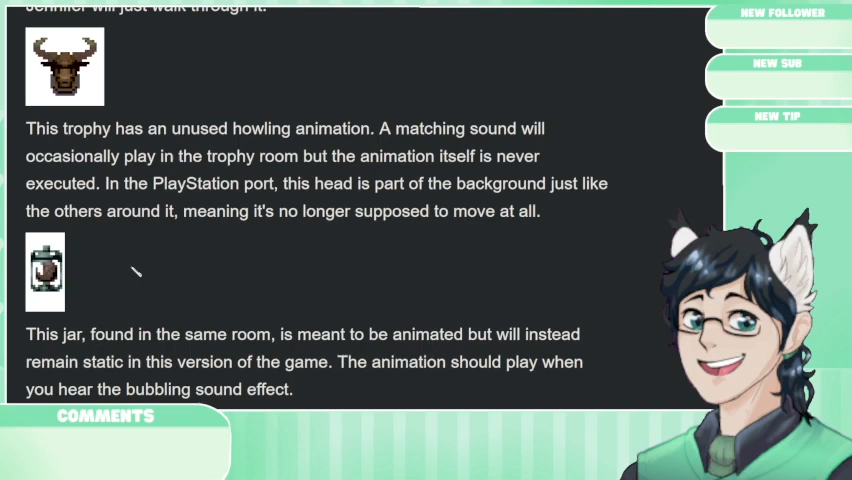 Jennifer will just walk through it.
NEW FOLLOWER
NEW SUB
NEW TIP
This trophy has an unused howling animation. A matching sound will
occasionally play in the trophy room but the animation itself is never
executed. In the PlayStation port, this head is part of the background just like
the others around it, meaning it's no longer supposed to move at all.
This jar, found in the same room, is meant to be animated but will instead
remain static in this version of the game. The animation should play when
you hear the bubbling sound effect.
COMMENTS